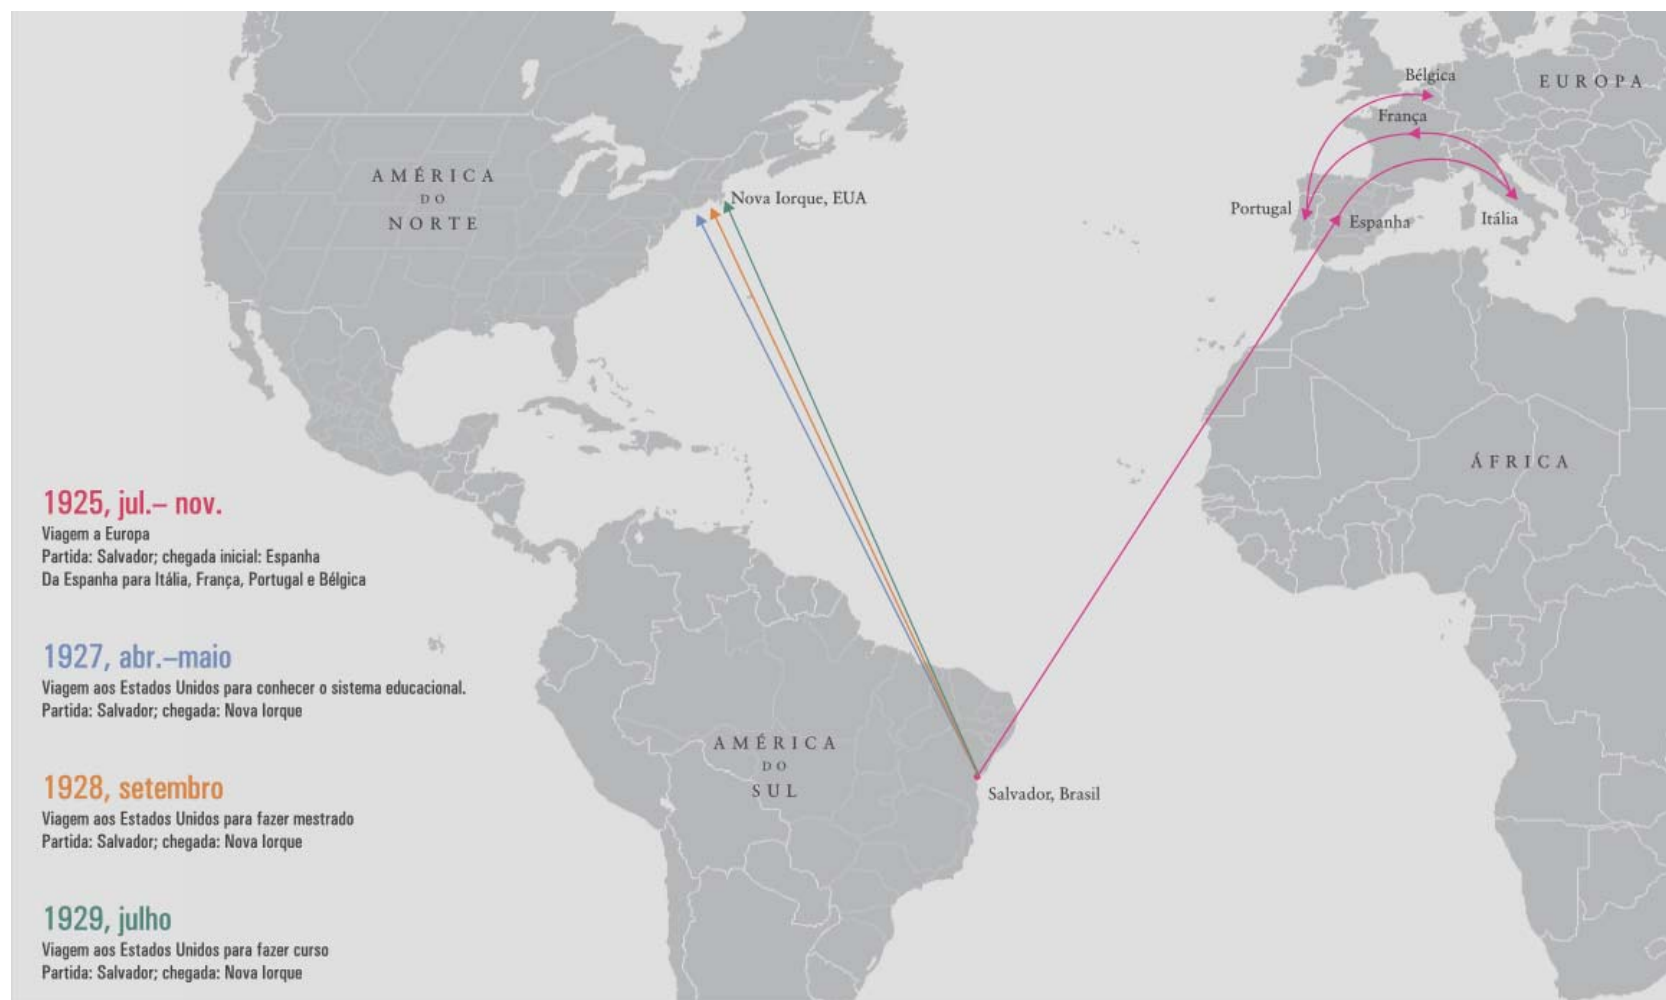 AMÉRICA
DO
NORTE
Nova Iorque, EUA
Bélgica
EUROPA
França
Portugal
Espanha
Itália
ÁFRICA
AMÉRICA
DO
SUL
Salvador, Brasil
1925, jul.– nov.
Viagem a Europa
Partida: Salvador; chegada inicial: Espanha
Da Espanha para Itália, França, Portugal e Bélgica
1927, abr.–maio
Viagem aos Estados Unidos para conhecer o sistema educacional.
Partida: Salvador; chegada: Nova Iorque
1928, setembro
Viagem aos Estados Unidos para fazer mestrado
Partida: Salvador; chegada: Nova Iorque
1929, julho
Viagem aos Estados Unidos para fazer curso
Partida: Salvador; chegada: Nova Iorque